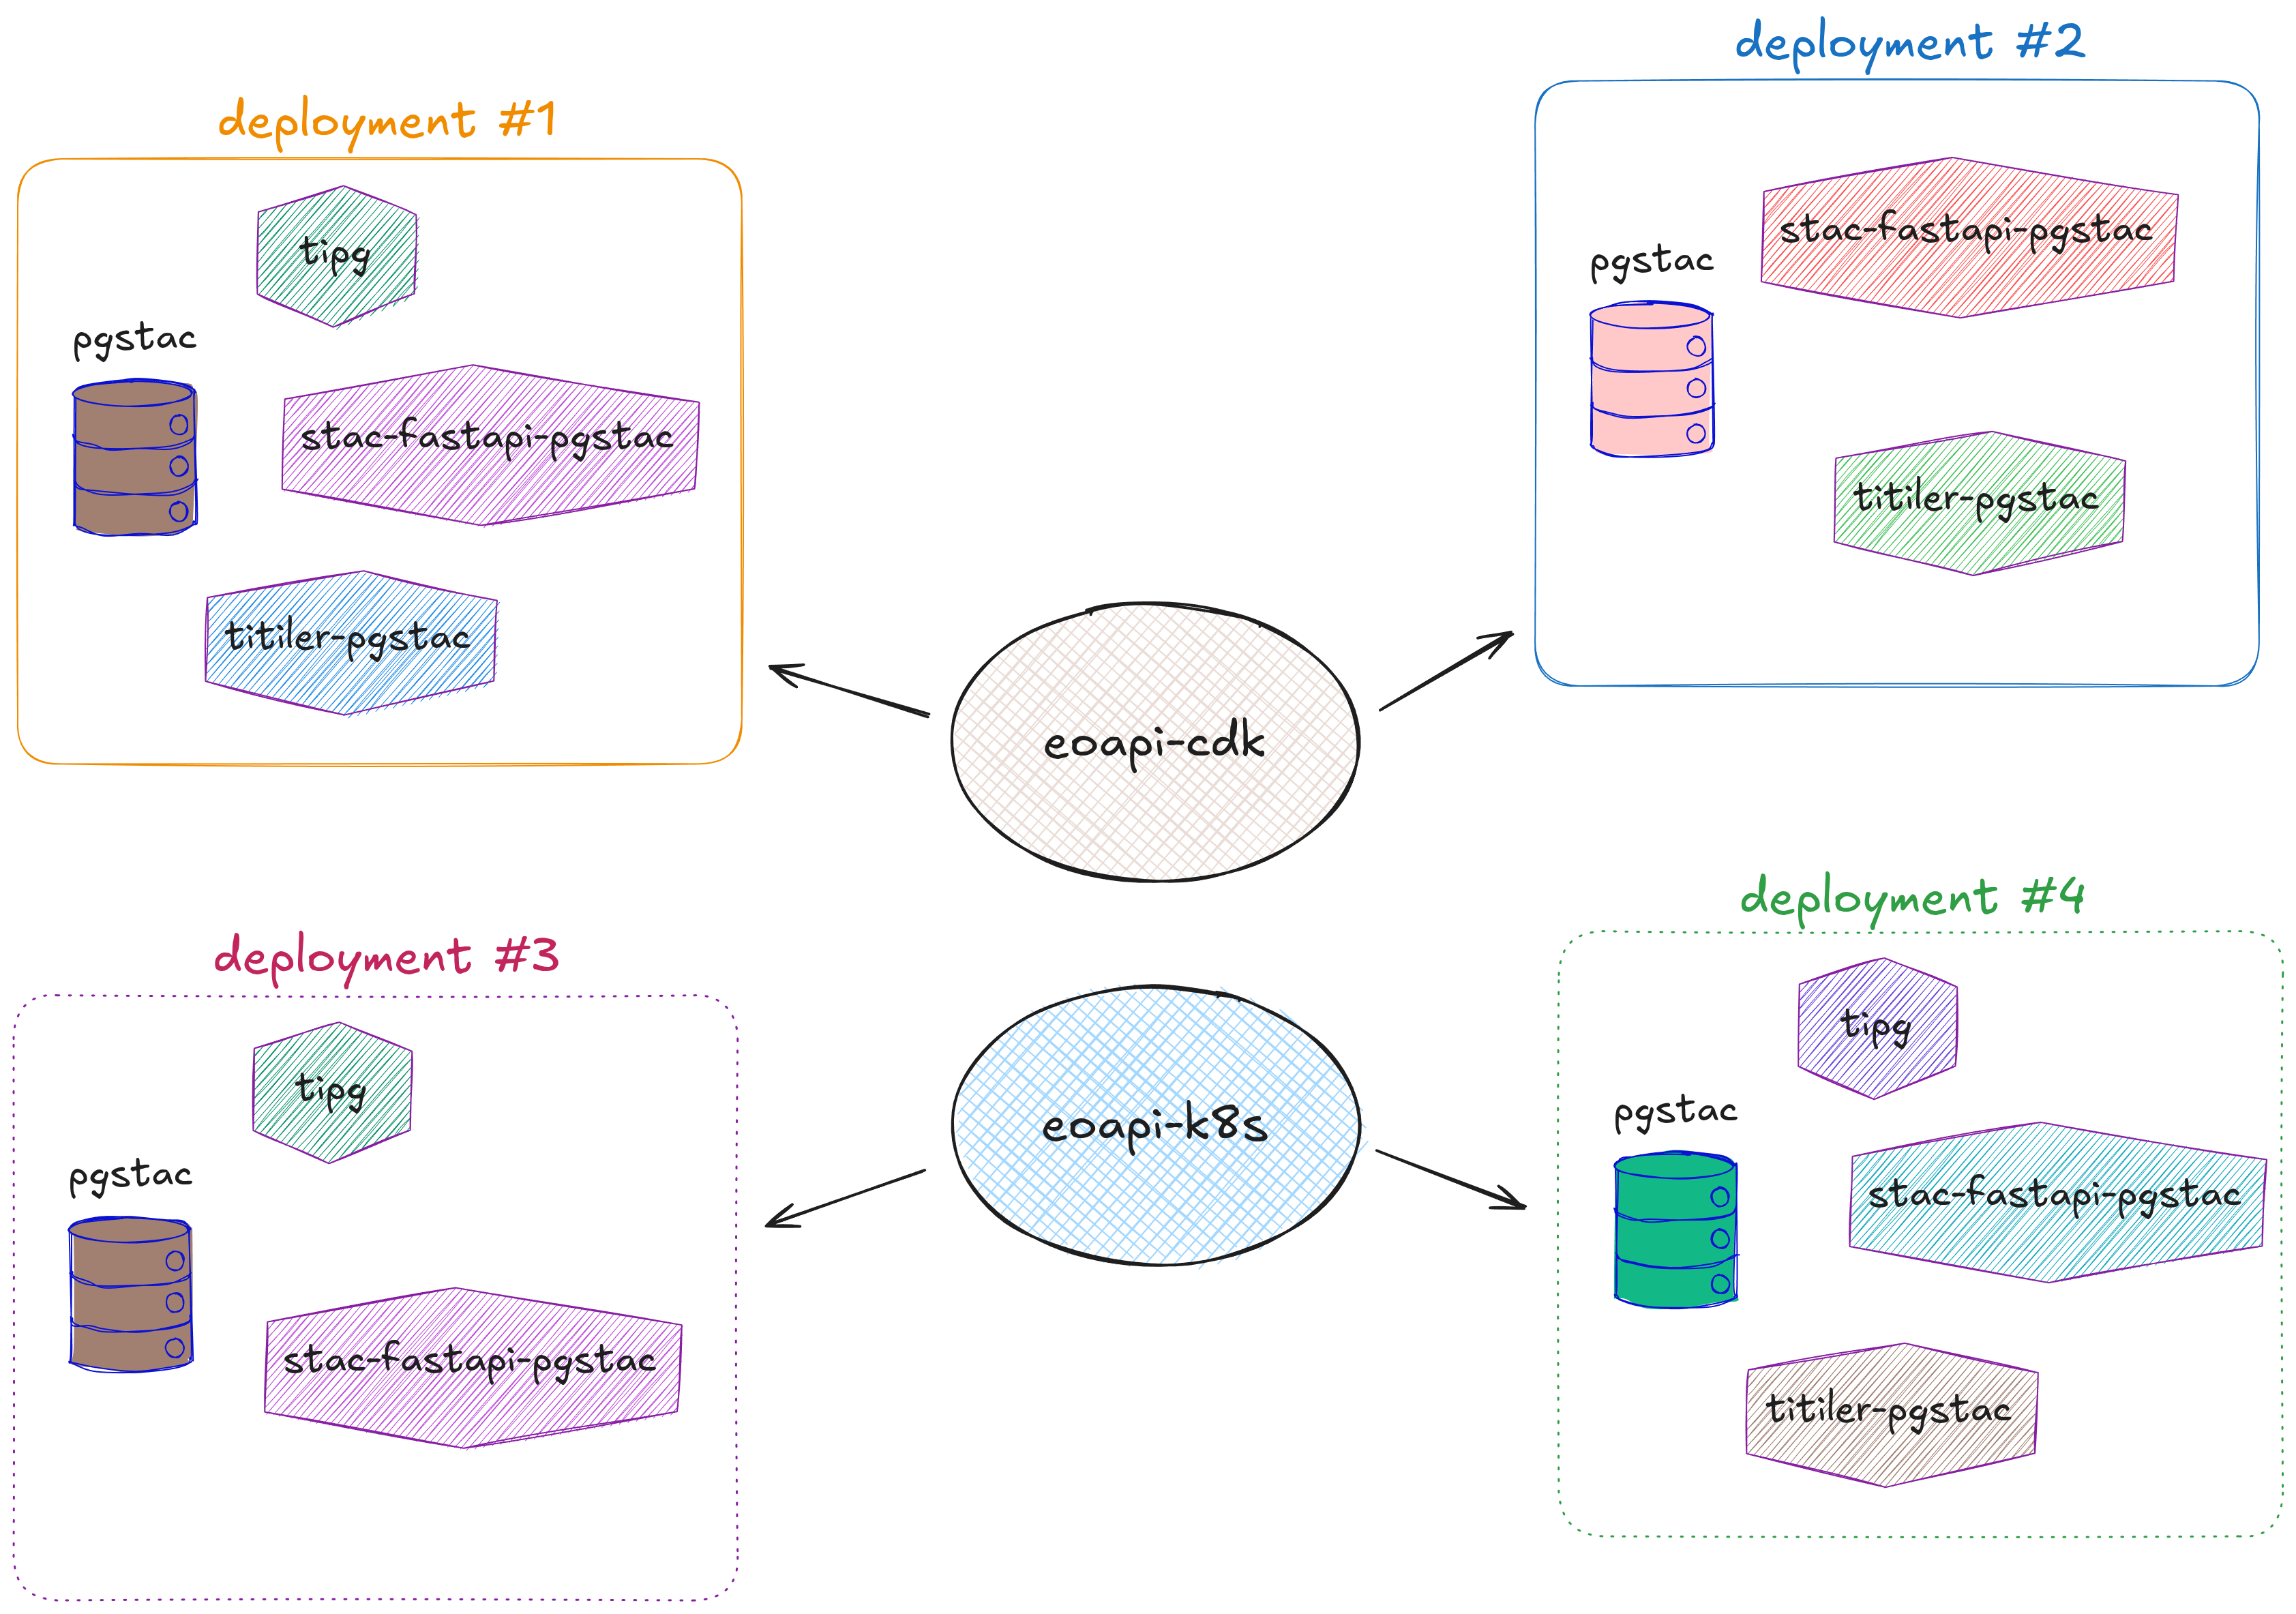 deployment #1
tipg
pgstac
stac-fastapi-pgstac
titiler-pgstac
deployment #2
stac-fastapi-pgstac
pgstac
titiler-pgstac
eoapi-cdk
deployment #3
tipg
pgstac
stac-fastapi-pgstac
eoapi-k8s
deployment #4
tipg
pgstac
stac-fastapi-pgstac
titiler-pgstac